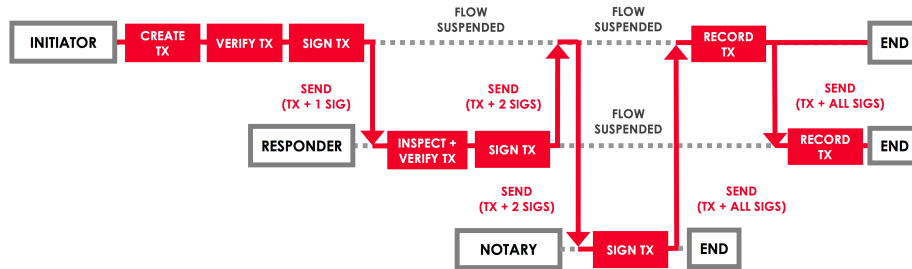 FLOW
SUSPENDED
FLOW
SUSPENDED
INITIATOR
CREATE
TX
VERIFY TX
SIGN TX
RECORD
TX
END
SEND
(TX + 1 SIG)
SEND
(TX + 2 SIGS)
FLOW
SUSPENDED
SEND
(TX + ALL SIGS)
RESPONDER
INSPECT +
VERIFY TX
SIGN TX
RECORD
TX
END
SEND
(TX + 2 SIGS)
SEND
(TX + ALL SIGS)
NOTARY
SIGN TX
END